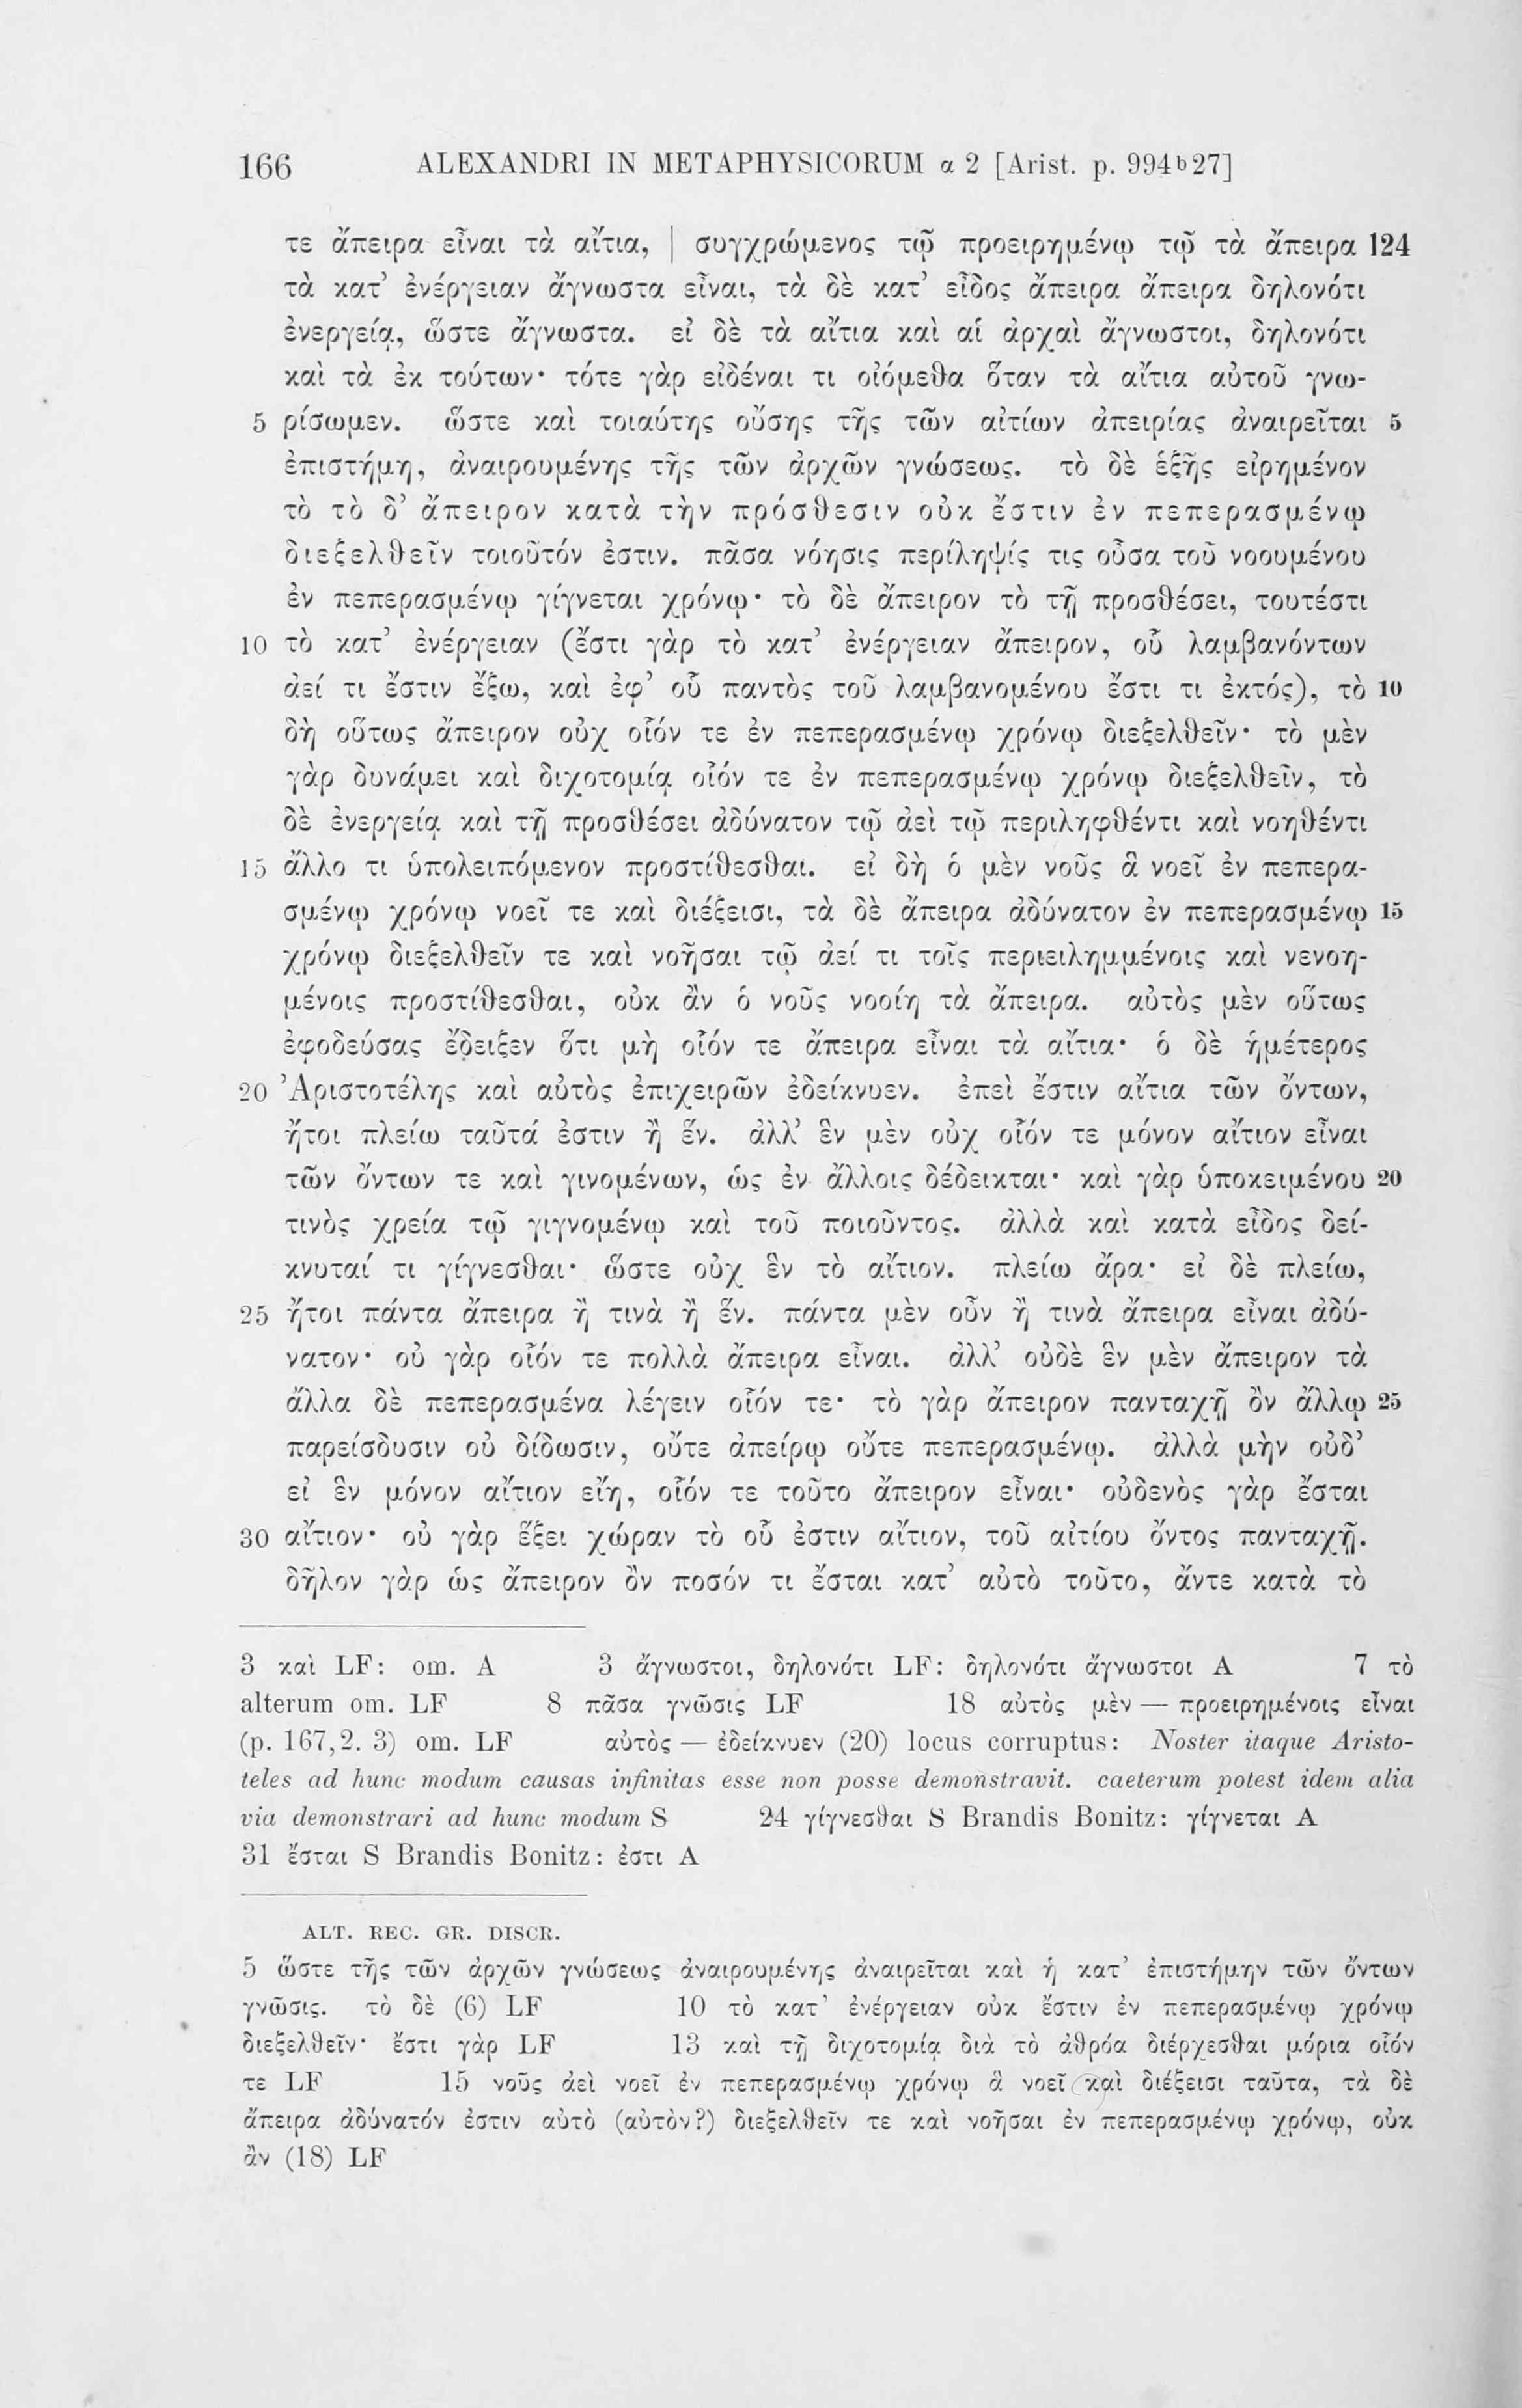 166 ALEXANDRI IN METAPHYSICORUM α 2 [Arist. p. 994ᵇ27]
τε ἄπειρα εἶναι τὰ αἴτια, | συγχρώμενος τῷ προειρημένῳ τῷ τὰ ἄπειρα 124
τὰ κατ’ ἐνέργειαν ἄγνωστα εἶναι, τὰ δὲ κατ’ εἶδος ἄπειρα ἄπειρα δηλονότι
ἐνεργείᾳ, ὥστε ἄγνωστα. εἰ δὲ τὰ αἴτια καὶ αἱ ἀρχαὶ ἄγνωστοι, δηλονότι
καὶ τὰ ἐκ τούτων· τότε γὰρ εἰδέναι τι οἰόμεθα ὅταν τὰ αἴτια αὐτοῦ γνω-
5 ρίσωμεν. ὥστε καὶ τοιαύτης οὔσης τῆς τῶν αἰτίων ἀπειρίας ἀναιρεῖται 5
ἐπιστήμη, ἀναιρουμένης τῆς τῶν ἀρχῶν γνώσεως. τὸ δὲ ἑξῆς εἰρημένον
τὸ τὸ δ’ ἄπειρον κατὰ τὴν πρόσθεσιν οὐκ ἔστιν ἐν πεπερασμένῳ
διεξελθεῖν τοιοῦτόν ἐστιν. πᾶσα νόησις περίληψίς τις οὖσα τοῦ νοουμένου
ἐν πεπερασμένῳ γίγνεται χρόνῳ· τὸ δὲ ἄπειρον τὸ τῇ προσθέσει, τουτέστι
10 τὸ κατ’ ἐνέργειαν (ἔστι γὰρ τὸ κατ’ ἐνέργειαν ἄπειρον, οὗ λαμβανόντων
ἀεί τι ἔστιν ἔξω, καὶ ἐφ’ οὗ παντὸς τοῦ λαμβανομένου ἔστι τι ἐκτός), τὸ 10
δὴ οὕτως ἄπειρον οὐχ οἷόν τε ἐν πεπερασμένῳ χρόνῳ διεξελθεῖν· τὸ μὲν
γὰρ δυνάμει καὶ διχοτομίᾳ οἷόν τε ἐν πεπερασμένῳ χρόνῳ διεξελθεῖν, τὸ
δὲ ἐνεργείᾳ καὶ τῇ προσθέσει ἀδύνατον τῷ ἀεὶ τῷ περιληφθέντι καὶ νοηθέντι
15 ἄλλο τι ὑπολειπόμενον προστίθεσθαι. εἰ δὴ ὁ μὲν νοῦς ἃ νοεῖ ἐν πεπερα-
σμένῳ χρόνῳ νοεῖ τε καὶ διέξεισι, τὰ δὲ ἄπειρα ἀδύνατον ἐν πεπερασμένῳ 15
χρόνῳ διεξελθεῖν τε καὶ νοῆσαι τῷ ἀεί τι τοῖς περιειλημμένοις καὶ νενοη-
μένοις προστίθεσθαι, οὐκ ἂν ὁ νοῦς νοοίη τὰ ἄπειρα. αὐτὸς μὲν οὕτως
ἐφοδεύσας ἔδειξεν ὅτι μὴ οἷόν τε ἄπειρα εἶναι τὰ αἴτια· ὁ δὲ ἡμέτερος
20 Ἀριστοτέλης καὶ αὐτὸς ἐπιχειρῶν ἐδείκνυεν. ἐπεὶ ἔστιν αἴτια τῶν ὄντων,
ἤτοι πλείω ταῦτά ἐστιν ἢ ἕν. ἀλλ’ ἓν μὲν οὐχ οἷόν τε μόνον αἴτιον εἶναι
τῶν ὄντων τε καὶ γινομένων, ὡς ἐν ἄλλοις δέδεικται· καὶ γὰρ ὑποκειμένου 20
τινὸς χρεία τῷ γιγνομένῳ καὶ τοῦ ποιοῦντος. ἀλλὰ καὶ κατὰ εἶδος δεί-
κνυταί τι γίγνεσθαι· ὥστε οὐχ ἓν τὸ αἴτιον. πλείω ἄρα· εἰ δὲ πλείω,
25 ἤτοι πάντα ἄπειρα ἢ τινὰ ἢ ἕν. πάντα μὲν οὖν ἢ τινὰ ἄπειρα εἶναι ἀδύ-
νατον· οὐ γὰρ οἷόν τε πολλὰ ἄπειρα εἶναι. ἀλλ’ οὐδὲ ἓν μὲν ἄπειρον τὰ
ἄλλα δὲ πεπερασμένα λέγειν οἷόν τε· τὸ γὰρ ἄπειρον πανταχῇ ὂν ἄλλῳ 25
παρείσδυσιν οὐ δίδωσιν, οὔτε ἀπείρῳ οὔτε πεπερασμένῳ. ἀλλὰ μὴν οὐδ’
εἰ ἓν μόνον αἴτιον εἴη, οἷόν τε τοῦτο ἄπειρον εἶναι· οὐδενὸς γὰρ ἔσται
30 αἴτιον· οὐ γὰρ ἕξει χώραν τὸ οὗ ἐστιν αἴτιον, τοῦ αἰτίου ὄντος πανταχῇ.
δῆλον γὰρ ὡς ἄπειρον ὂν ποσόν τι ἔσται κατ’ αὐτὸ τοῦτο, ἄντε κατὰ τὸ
3 καὶ LF: om. A 3 ἄγνωστοι, δηλονότι LF: δηλονότι ἄγνωστοι A 7 τὸ
alterum om. LF 8 πᾶσα γνῶσις LF 18 αὐτὸς μὲν — προειρημένοις εἶναι
(p. 167,2. 3) om. LF αὐτὸς — ἐδείκνυεν (20) locus corruptus: Noster itaque Aristo-
teles ad hunc modum causas infinitas esse non posse demonstravit. caeterum potest idem alia
via demonstrari ad hunc modum S 24 γίγνεσθαι S Brandis Bonitz: γίγνεται A
31 ἔσται S Brandis Bonitz: ἐστι A
ALT. REC. GR. DISCR.
5 ὥστε τῆς τῶν ἀρχῶν γνώσεως ἀναιρουμένης ἀναιρεῖται καὶ ἡ κατ’ ἐπιστήμην τῶν ὄντων
γνῶσις. τὸ δὲ (6) LF 10 τὸ κατ’ ἐνέργειαν οὐκ ἔστιν ἐν πεπερασμένῳ χρόνῳ
διεξελθεῖν· ἔστι γὰρ LF 13 καὶ τῇ διχοτομίᾳ διὰ τὸ ἀθρόα διέρχεσθαι μόρια οἷόν
τε LF 15 νοῦς ἀεὶ νοεῖ ἐν πεπερασμένῳ χρόνῳ ἃ νοεῖ καὶ διέξεισι ταῦτα, τὰ δὲ
ἄπειρα ἀδύνατόν ἐστιν αὐτὸ (αὐτὸν?) διεξελθεῖν τε καὶ νοῆσαι ἐν πεπερασμένῳ χρόνῳ, οὐκ
ἂν (18) LF